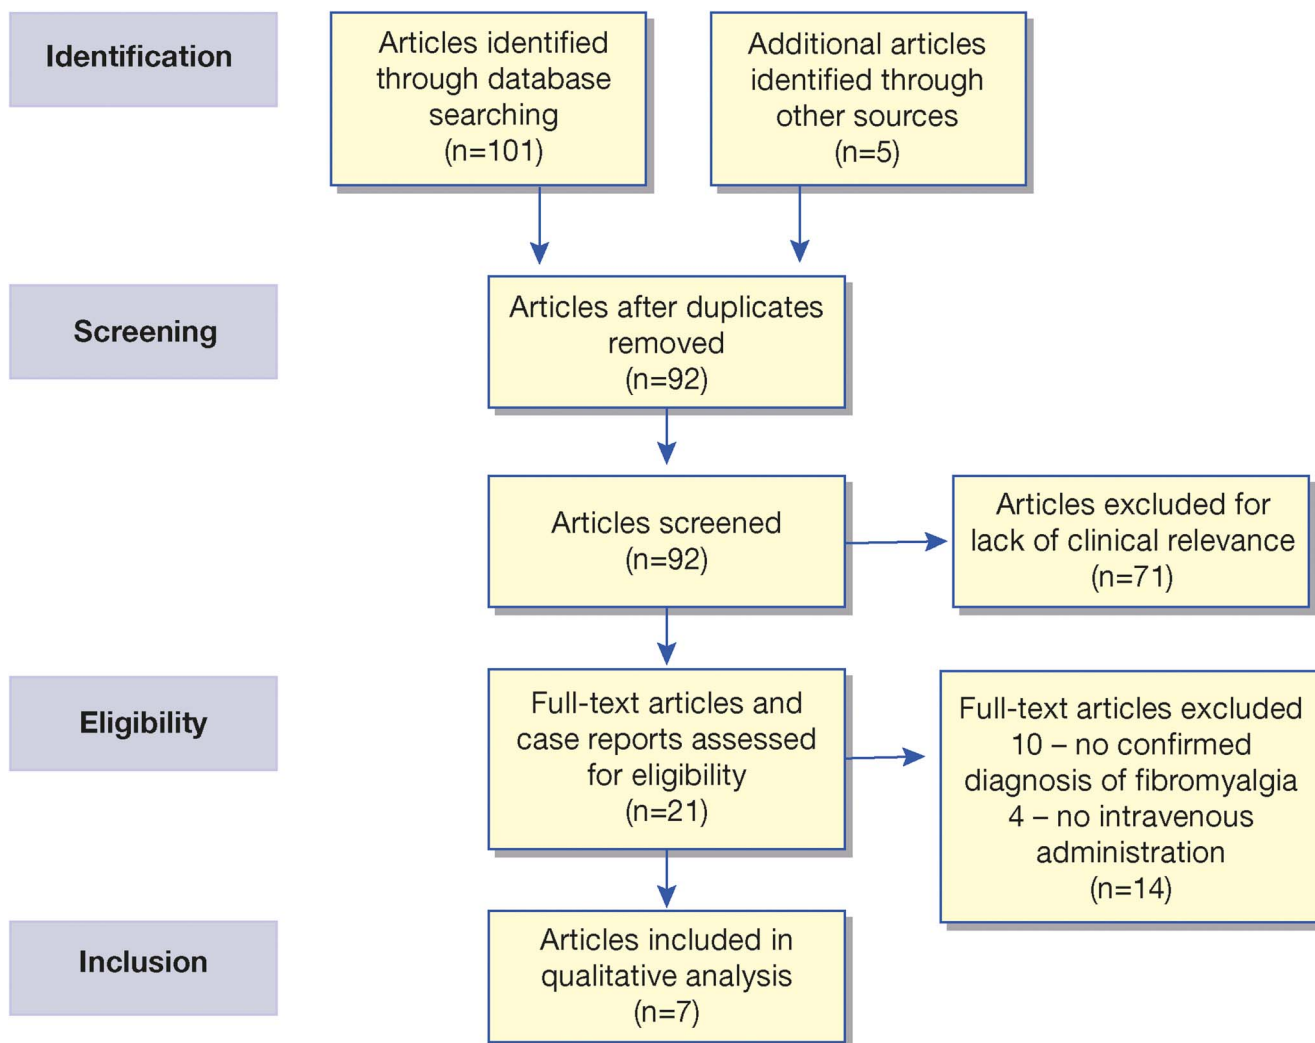 Identification
Articles identified
through database
searching
(n=101)
Additional articles
identified through
other sources
(n=5)
Screening
Articles after duplicates
removed
(n=92)
Articles screened
(n=92)
Articles excluded for
lack of clinical relevance
(n=71)
Eligibility
Full-text articles and
case reports assessed
for eligibility
(n=21)
Full-text articles excluded
10 – no confirmed
diagnosis of fibromyalgia
4 – no intravenous
administration
(n=14)
Inclusion
Articles included in
qualitative analysis
(n=7)